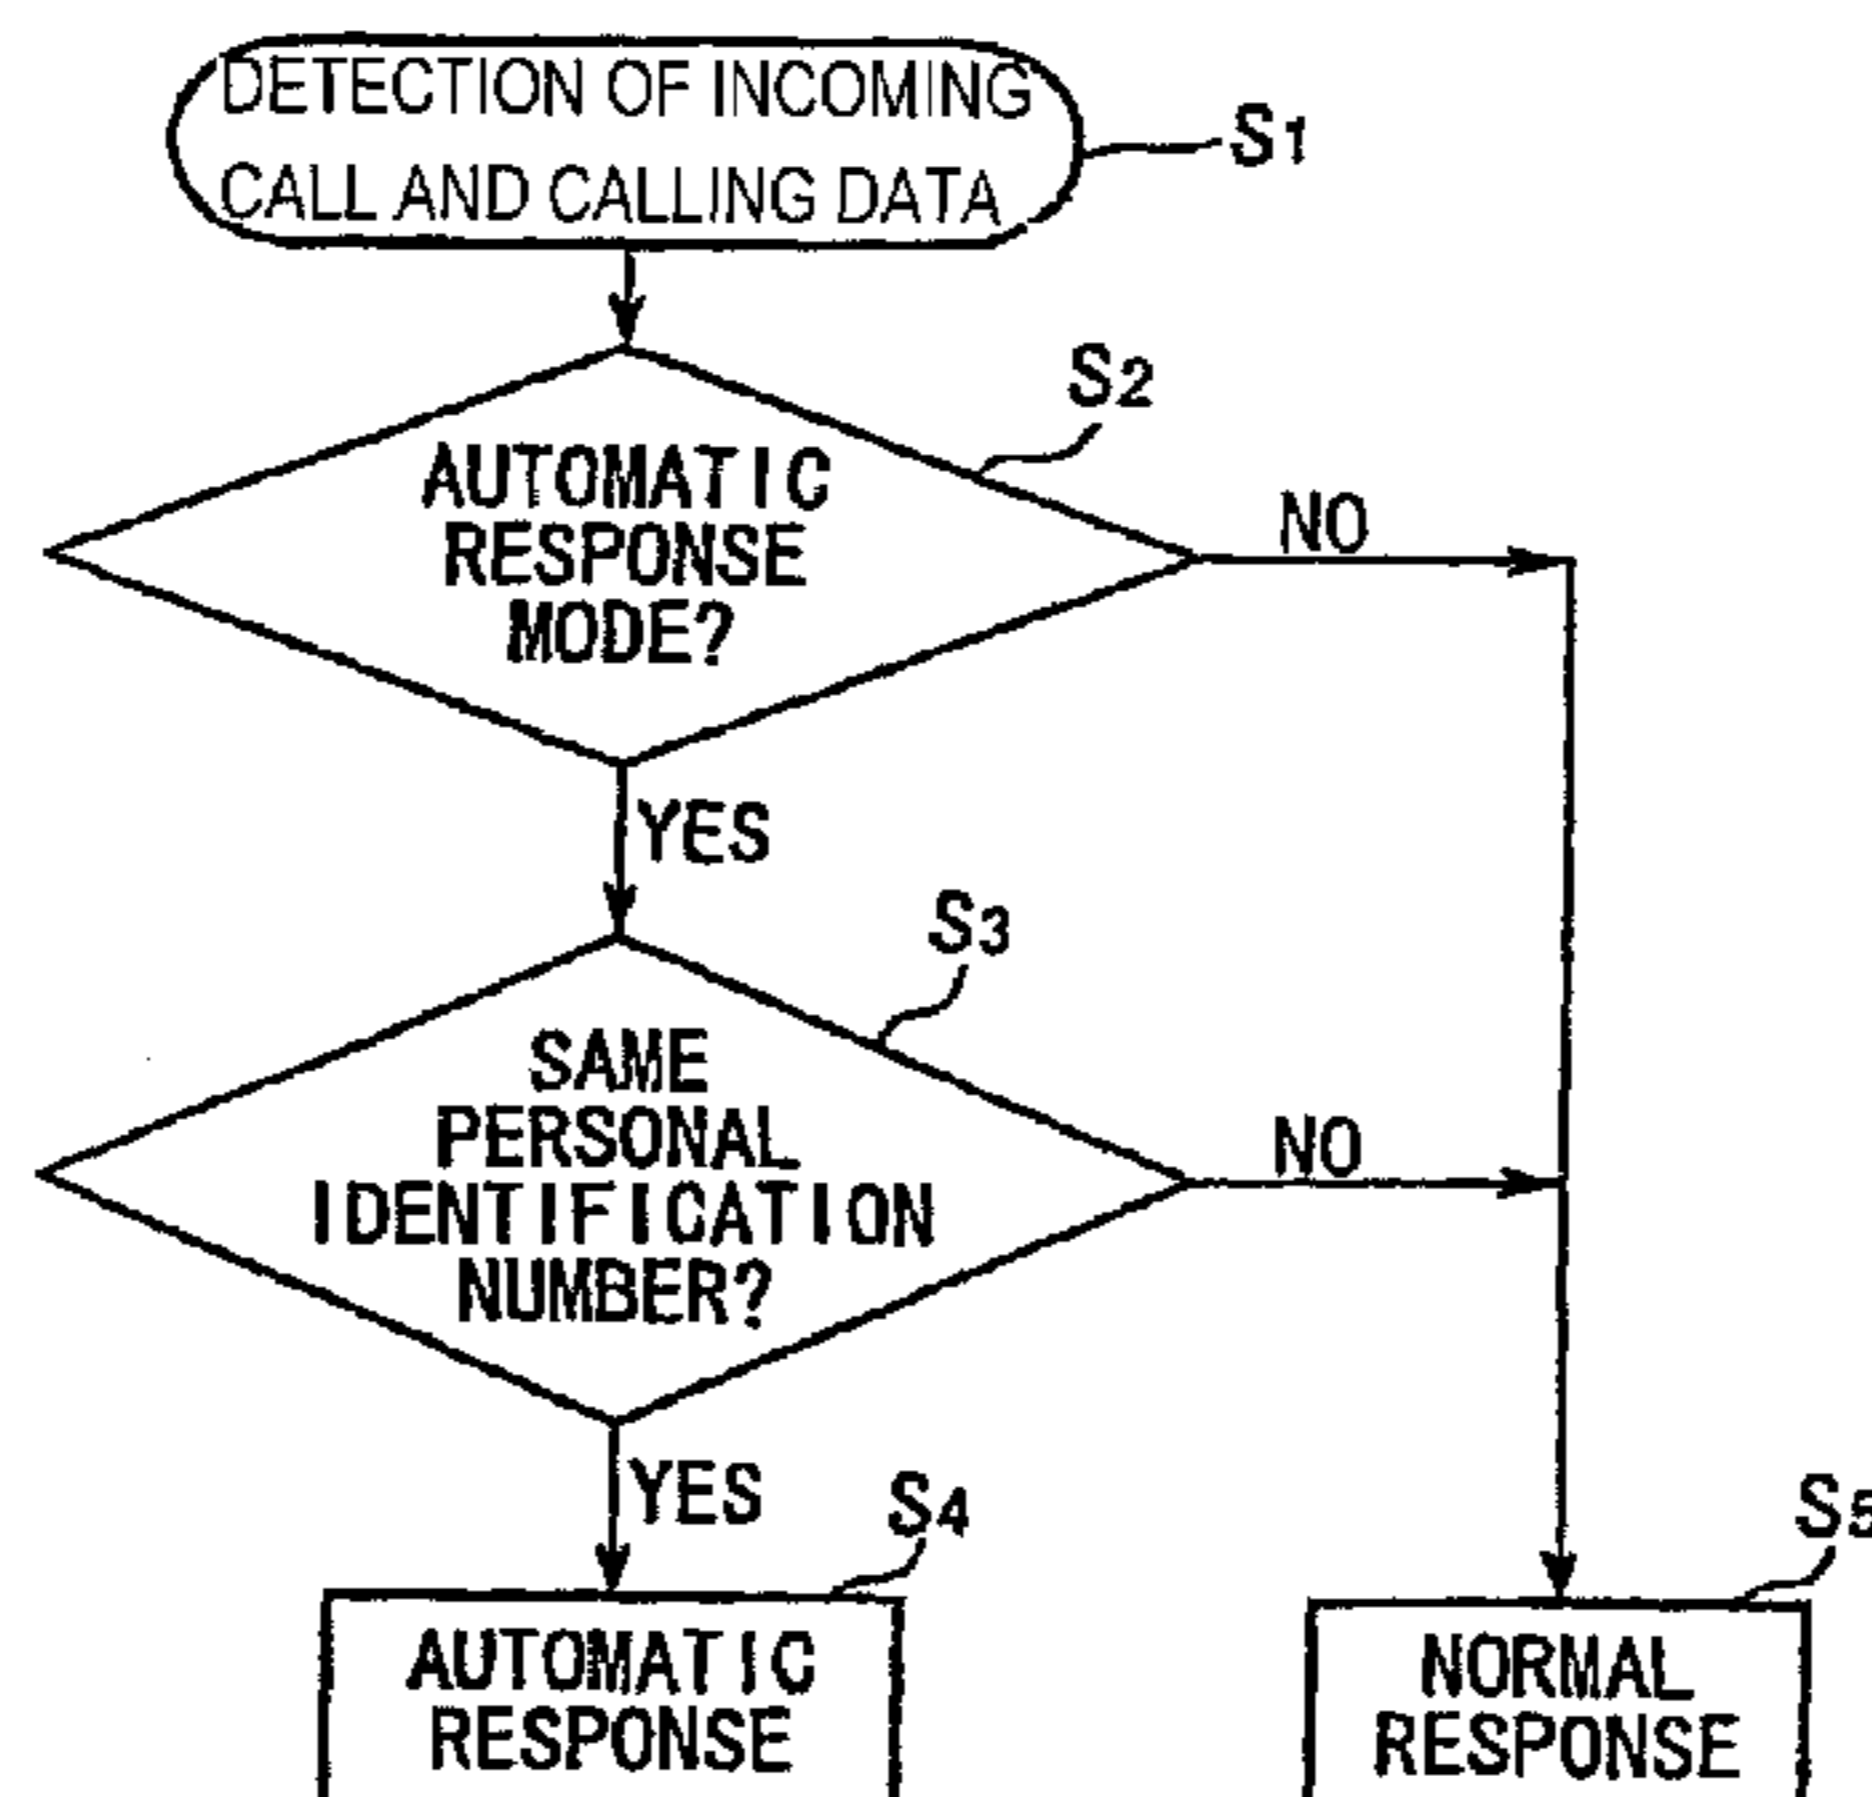 DETECTION OF INCOMING
CALL AND CALLING DATA
S1
S2
AUTOMATIC
RESPONSE
MODE?
NO
YES
S3
SAME
PERSONAL
IDENTIFICATION
NUMBER?
NO
YES
S4
S5
AUTOMATIC
RESPONSE
NORMAL
RESPONSE